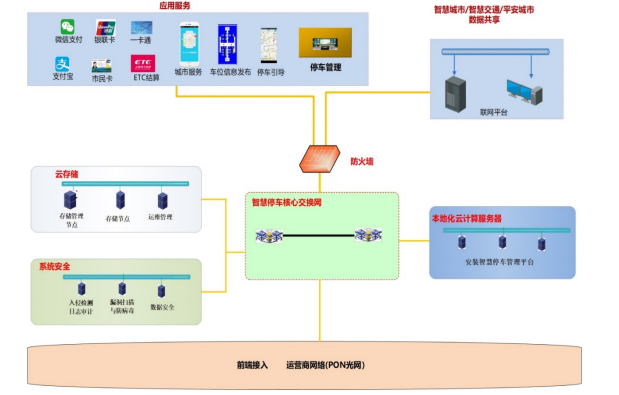 应用服务
智慧城市/智慧交通/平安城市
数据共享
微信支付
银联卡
一卡通
支付宝
市民卡
ETC
ETC结算
城市服务
车位信息发布
停车引导
停车管理
联网平台
防火墙
云存储
存储管理
节点
存储节点
运维管理
智慧停车核心交换网
本地化云计算服务器
安装智慧停车管理平台
系统安全
入侵检测
日志审计
漏洞扫描
与防病毒
数据安全
前端接入 运营商网络(PON光网)